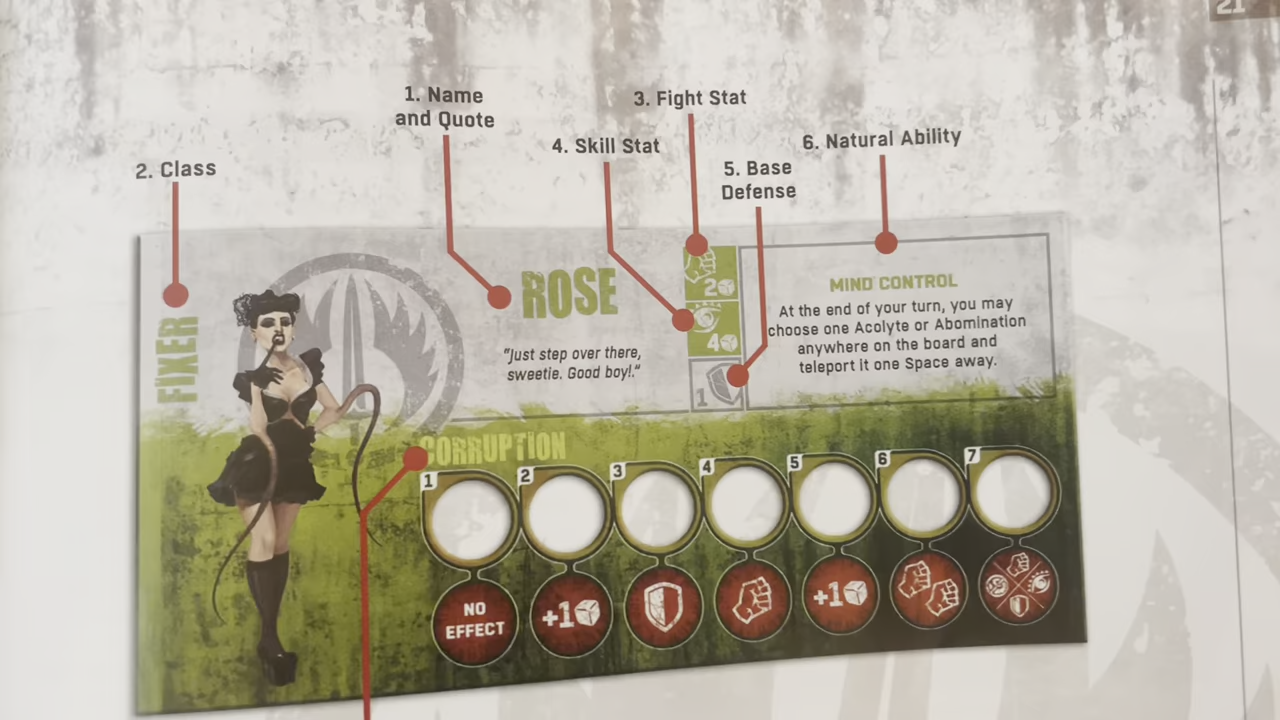 21
1. Name
and Quote
3. Fight Stat
4. Skill Stat
6. Natural Ability
2. Class
5. Base
Defense
FIXER
ROSE
"Just step over there,
sweetie. Good boy!."
2
4
1
MIND CONTROL
At the end of your turn, you may
choose one Acolyte or Abomination
anywhere on the board and
teleport it one Space away.
CORRUPTION
1 2 3 4 5 6 7
NO
EFFECT
+1
+1